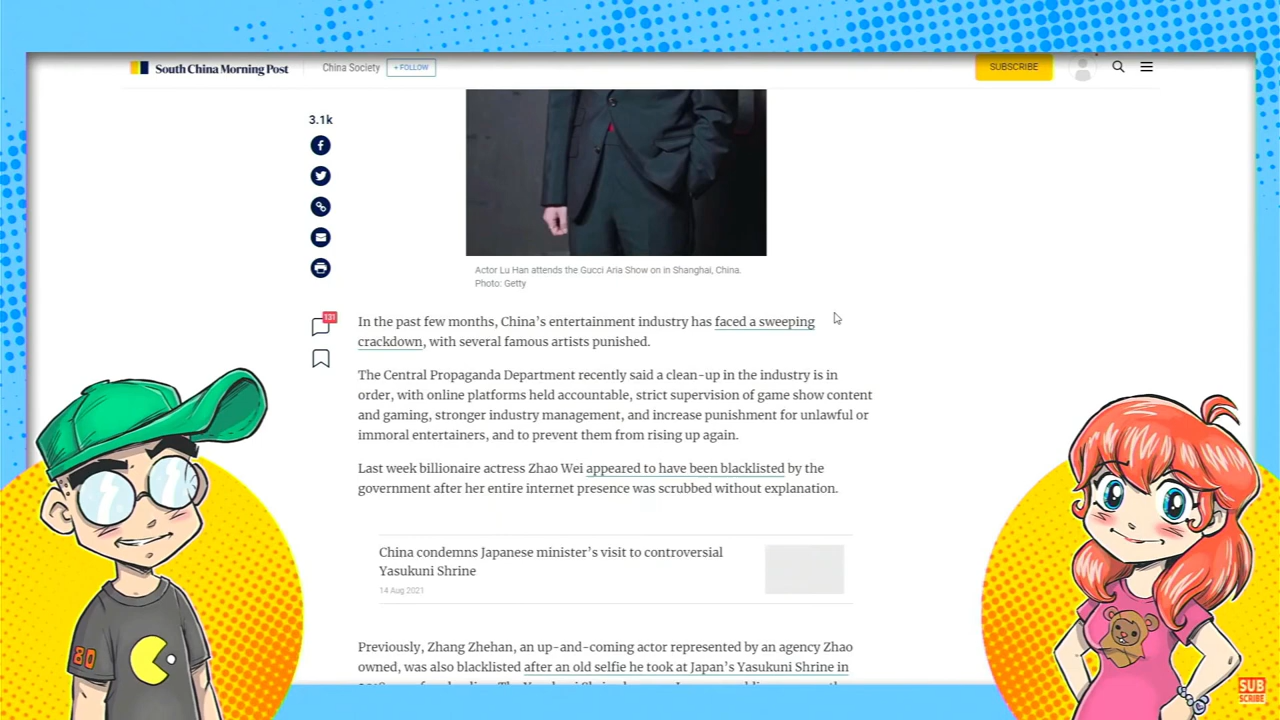 South China Morning Post
China Society
+ FOLLOW
SUBSCRIBE
3.1k
Actor Lu Han attends the Gucci Aria Show on in Shanghai, China.
Photo: Getty
131
In the past few months, China's entertainment industry has faced a sweeping
crackdown, with several famous artists punished.
The Central Propaganda Department recently said a clean-up in the industry is in
order, with online platforms held accountable, strict supervision of game show content
and gaming, stronger industry management, and increase punishment for unlawful or
immoral entertainers, and to prevent them from rising up again.
Last week billionaire actress Zhao Wei appeared to have been blacklisted by the
government after her entire internet presence was scrubbed without explanation.
China condemns Japanese minister's visit to controversial
Yasukuni Shrine
14 Aug 2021
Previously, Zhang Zhehan, an up-and-coming actor represented by an agency Zhao
owned, was also blacklisted after an old selfie he took at Japan's Yasukuni Shrine in
80
SUB
SCRIBE